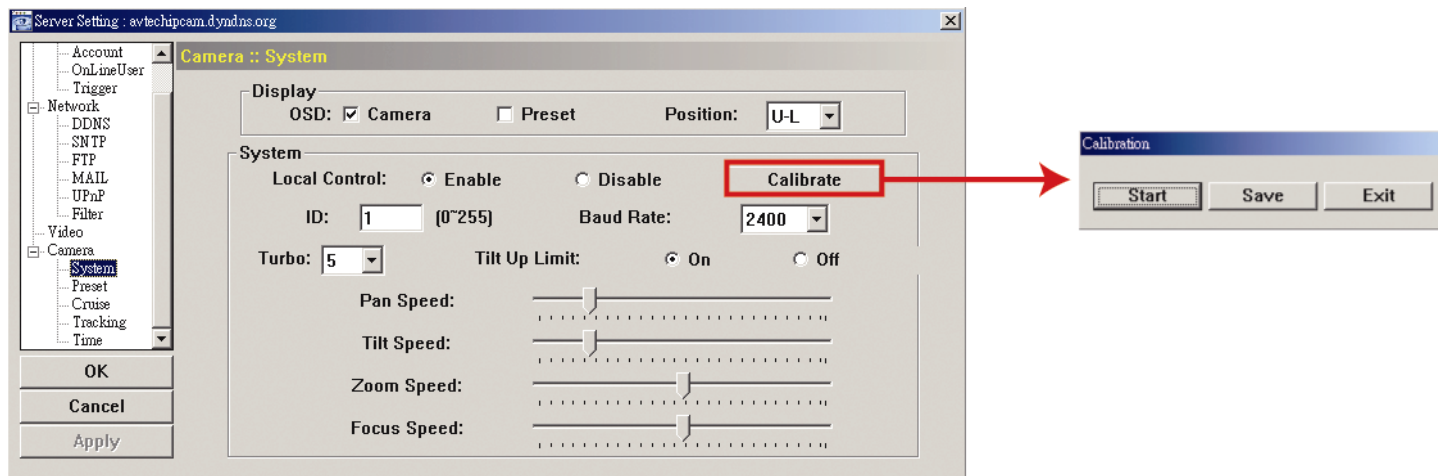 Server Setting : avtechipcam.dyndns.org
Account
OnLineUser
Trigger
Network
DDNS
SNTP
FTP
MAIL
UPnP
Filter
Video
Camera
System
Preset
Cruise
Tracking
Time
OK
Cancel
Apply
Camera :: System
Display
OSD: Camera Preset Position: U-L
System
Local Control: Enable Disable Calibrate
ID: 1 (0~255) Baud Rate: 2400
Turbo: 5 Tilt Up Limit: On Off
Pan Speed:
Tilt Speed:
Zoom Speed:
Focus Speed:
Calibration
Start Save Exit